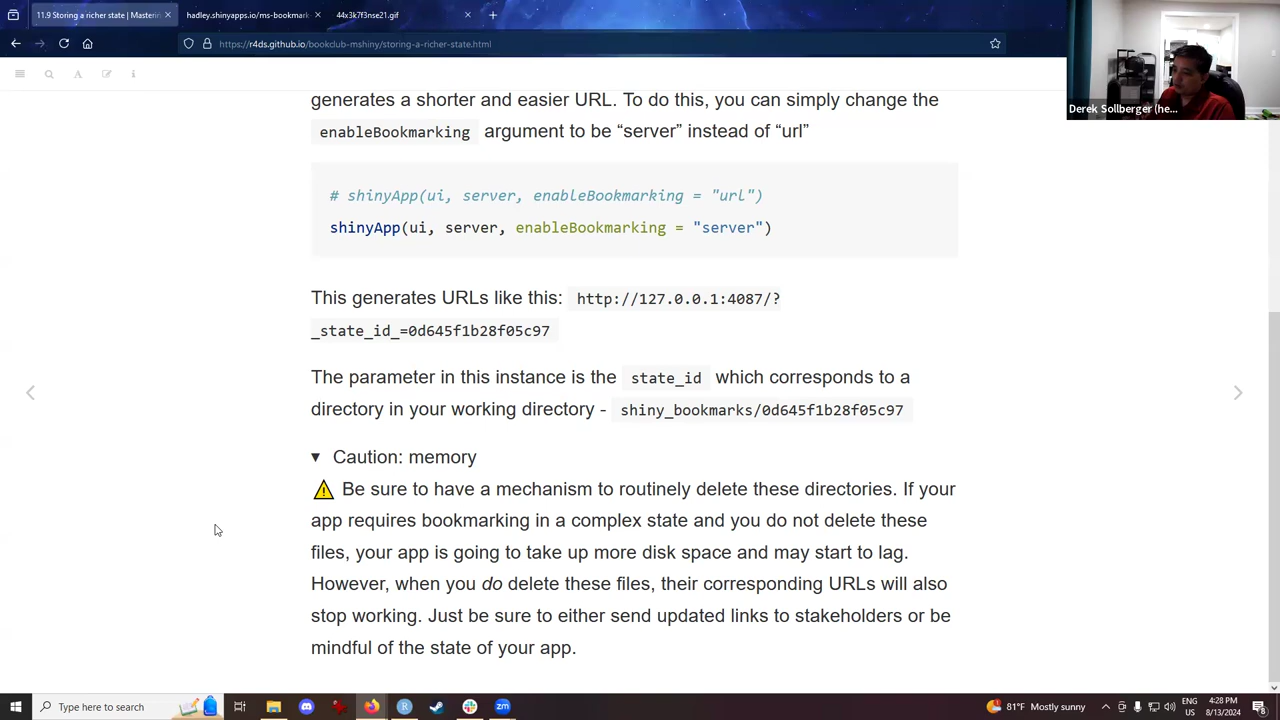 11.9 Storing a richer state | Masterin
hadley.shinyapps.io/ms-bookmark
44x3k7f3nse21.gif
https://r4ds.github.io/bookclub-mshiny/storing-a-richer-state.html
Derek Sollberger (he...
generates a shorter and easier URL. To do this, you can simply change the
enableBookmarking argument to be “server” instead of “url”
# shinyApp(ui, server, enableBookmarking = "url")
shinyApp(ui, server, enableBookmarking = "server")
This generates URLs like this: http://127.0.0.1:4087/?
_state_id_=0d645f1b28f05c97
The parameter in this instance is the state_id which corresponds to a
directory in your working directory - shiny_bookmarks/0d645f1b28f05c97
▼ Caution: memory
⚠ Be sure to have a mechanism to routinely delete these directories. If your
app requires bookmarking in a complex state and you do not delete these
files, your app is going to take up more disk space and may start to lag.
However, when you do delete these files, their corresponding URLs will also
stop working. Just be sure to either send updated links to stakeholders or be
mindful of the state of your app.
Type here to search
81°F Mostly sunny
ENG
US
4:28 PM
8/13/2024
8